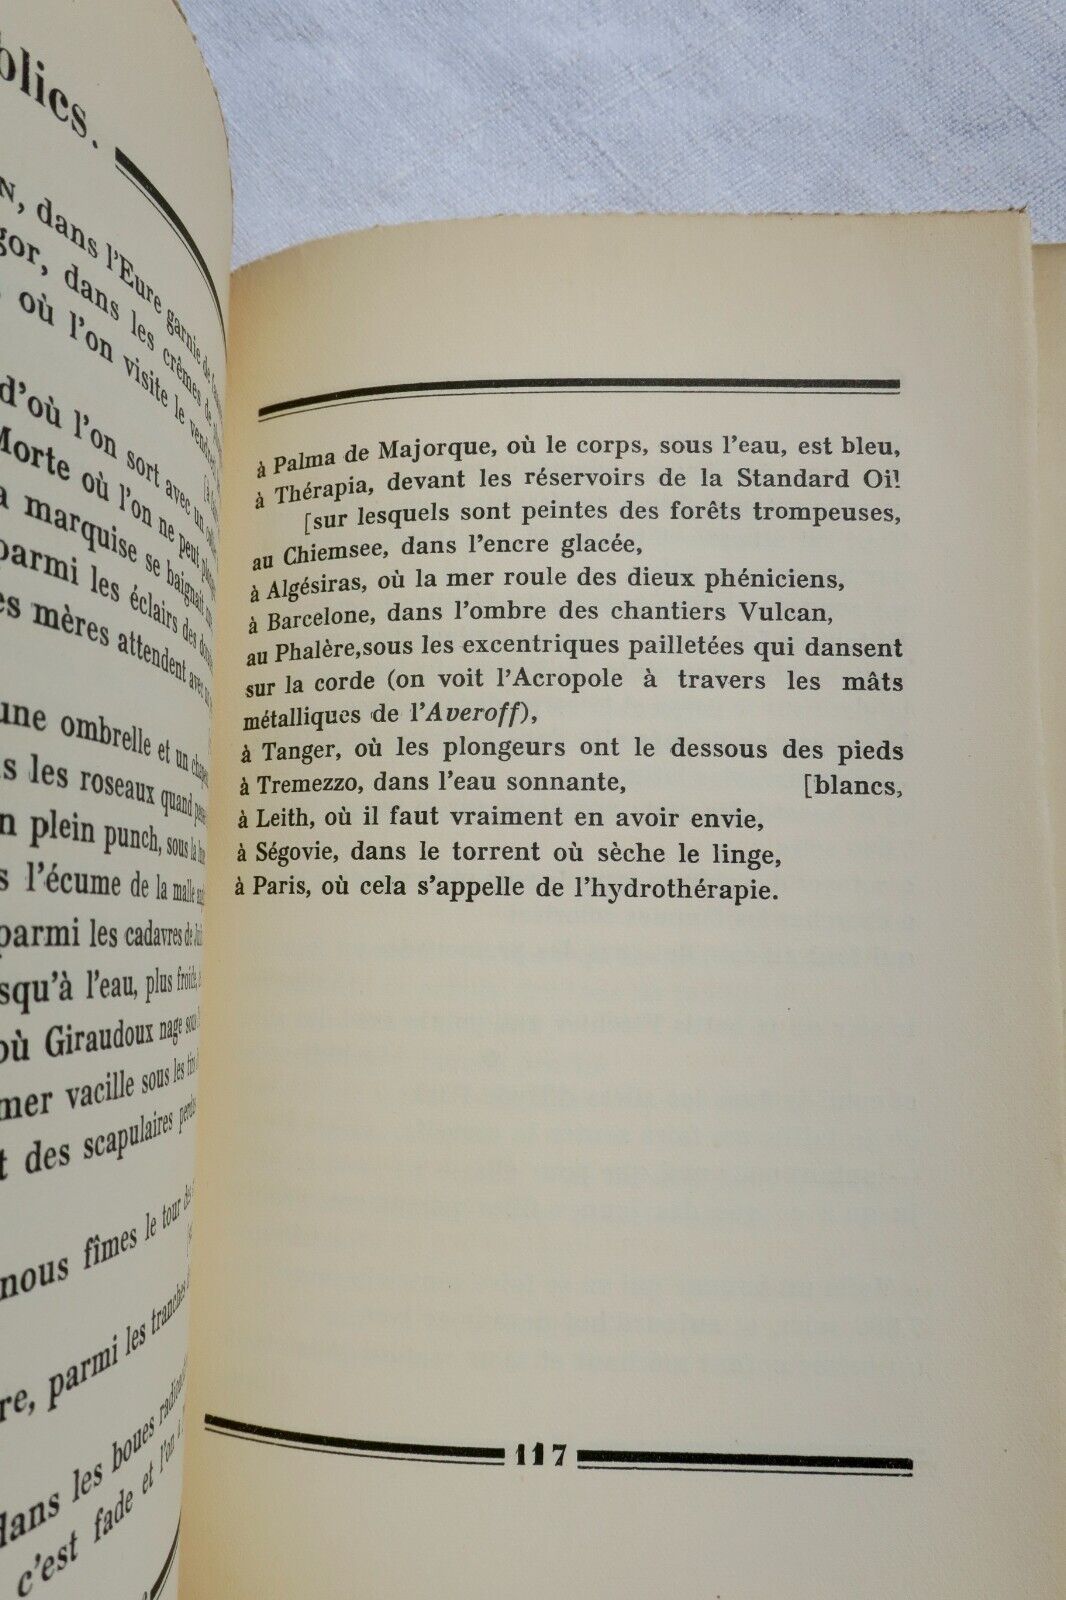 blics.
N, dans l'Eure garnie de
gor, dans les crêmes de
où l'on visite le
d'où l'on sort avec un
Morte où l'on ne peut
a marquise se baignait
parmi les éclairs des
es mères attendent avec
une ombrelle et un
s les roseaux quand
n plein punch, sous la
s l'écume de la malle
parmi les cadavres de
squ'à l'eau, plus froide,
où Giraudoux nage sous
mer vacille sous les
t des scapulaires
nous fîmes le tour
re, parmi les tranches
dans les boues
c'est fade et l'on
à Palma de Majorque, où le corps, sous l'eau, est bleu,
à Thérapia, devant les réservoirs de la Standard Oil
[sur lesquels sont peintes des forêts trompeuses,
au Chiemsee, dans l'encre glacée,
à Algésiras, où la mer roule des dieux phéniciens,
à Barcelone, dans l'ombre des chantiers Vulcan,
au Phalère,sous les excentriques pailletées qui dansent
sur la corde (on voit l'Acropole à travers les mâts
métalliques de l'Averoff),
à Tanger, où les plongeurs ont le dessous des pieds
à Tremezzo, dans l'eau sonnante, [blancs,
à Leith, où il faut vraiment en avoir envie,
à Ségovie, dans le torrent où sèche le linge,
à Paris, où cela s'appelle de l'hydrothérapie.
117